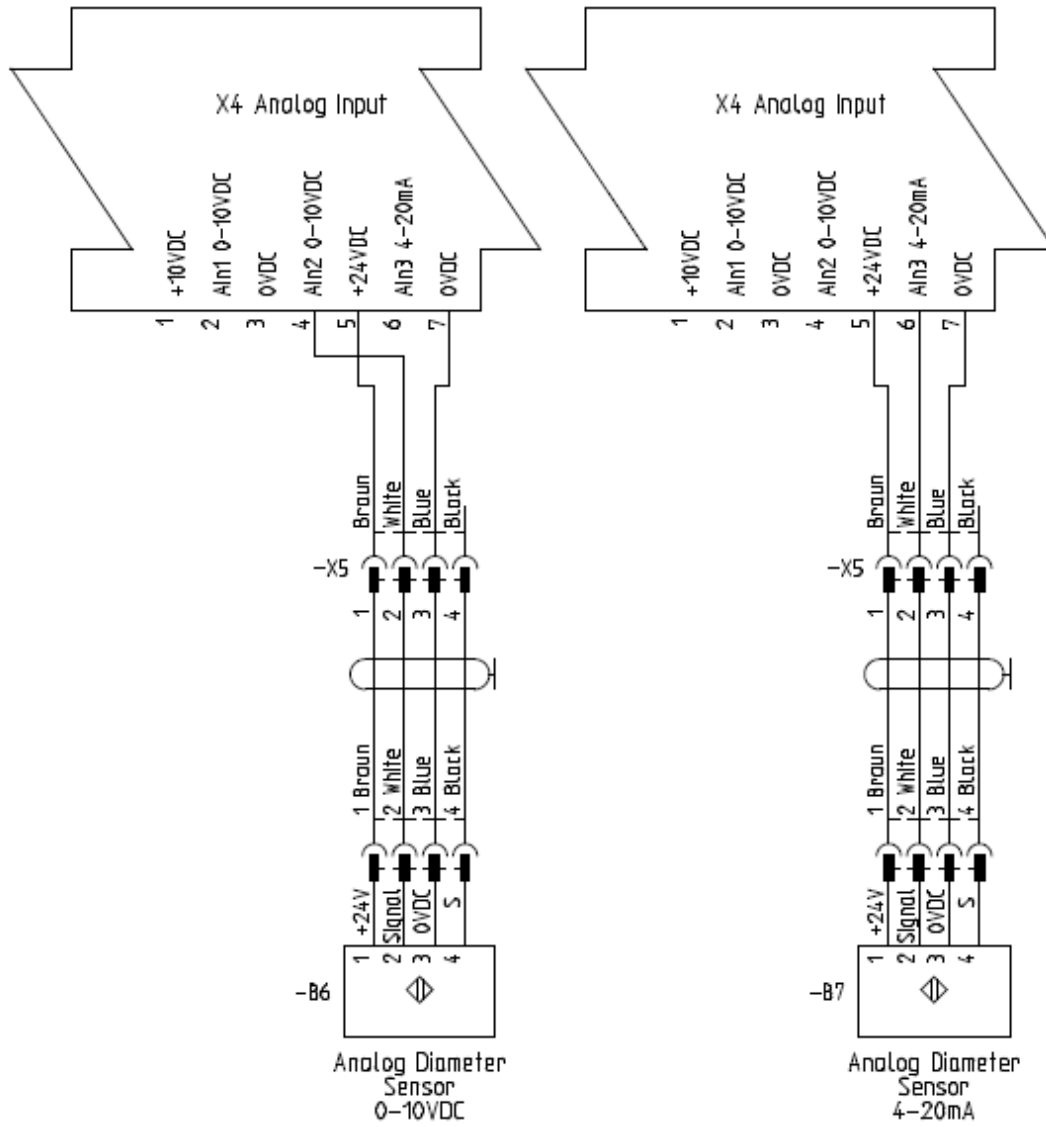 X4 Analog Input
+10VDC
AIn1 0-10VDC
0VDC
AIn2 0-10VDC
+24VDC
AIn3 4-20mA
0VDC
1 2 3 4 5 6 7
Braun
White
Blue
Black
-X5
1 2 3 4
1 Braun
2 White
3 Blue
4 Black
+24V
Signal
0VDC
S
1 2 3 4
-B6
Analog Diameter
Sensor
0-10VDC
X4 Analog Input
+10VDC
AIn1 0-10VDC
0VDC
AIn2 0-10VDC
+24VDC
AIn3 4-20mA
0VDC
1 2 3 4 5 6 7
Braun
White
Blue
Black
-X5
1 2 3 4
1 Braun
2 White
3 Blue
4 Black
+24V
Signal
0VDC
S
1 2 3 4
-B7
Analog Diameter
Sensor
4-20mA